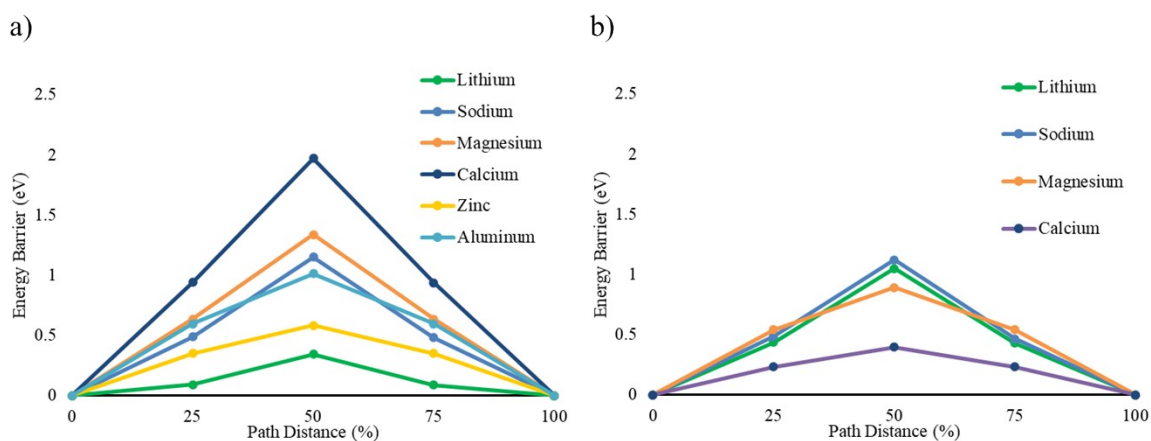 a)
2.5
2
1.5
1
0.5
0
Energy Barrier (eV)
0 25 50 75 100
Path Distance (%)
Lithium
Sodium
Magnesium
Calcium
Zinc
Aluminum
b)
2.5
2
1.5
1
0.5
0
Energy Barrier (eV)
0 25 50 75 100
Path Distance (%)
Lithium
Sodium
Magnesium
Calcium